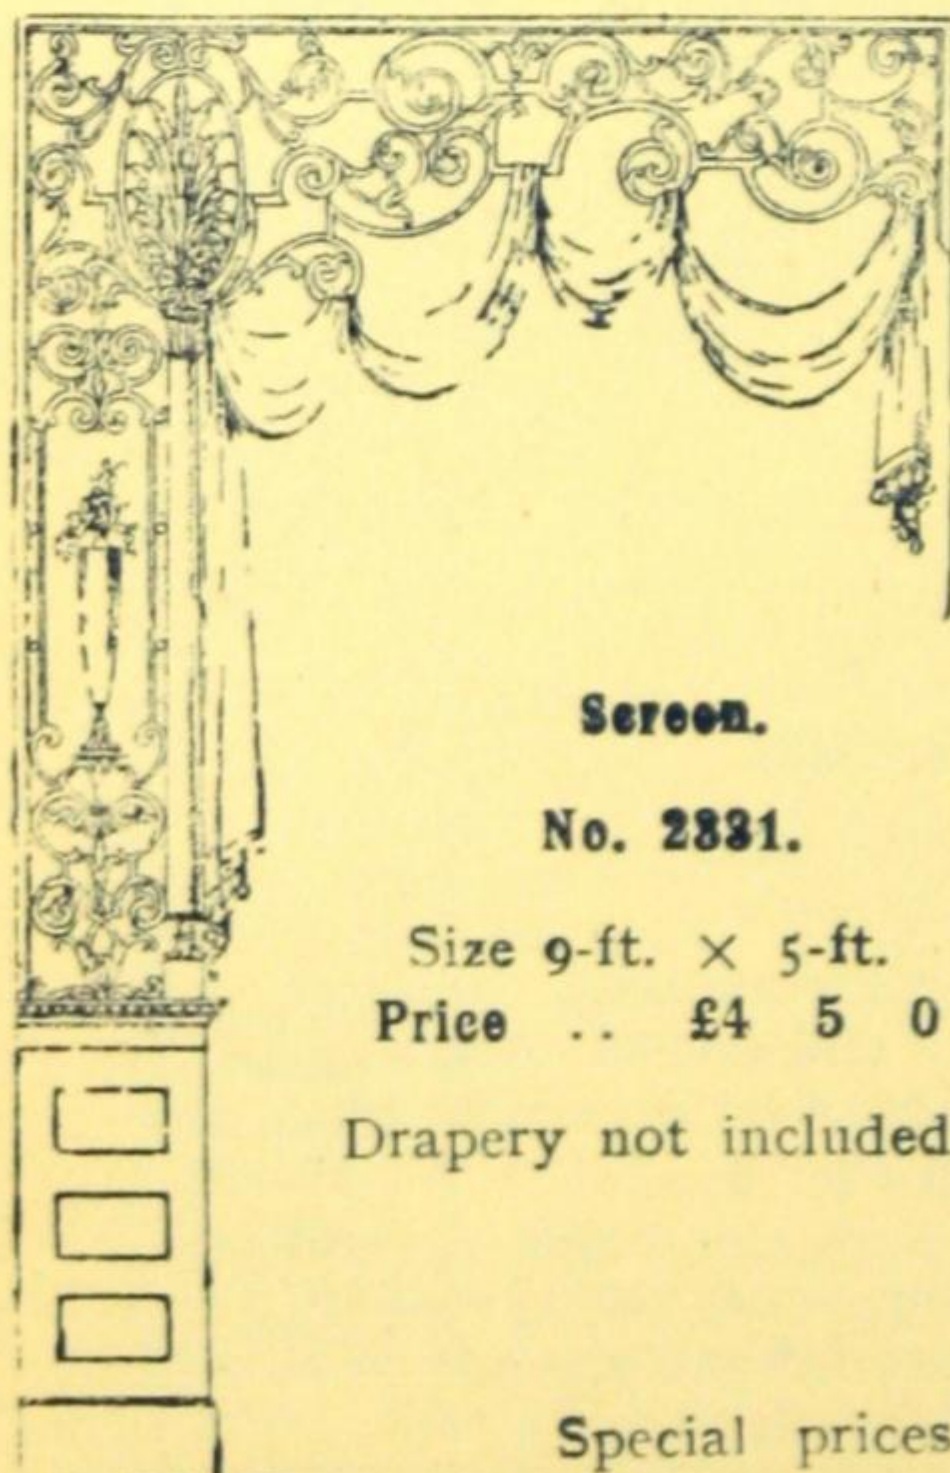 Screen.
No. 2331.
Size 9-ft. × 5-ft.
Price .. £4 5 0
Drapery not included
Special prices